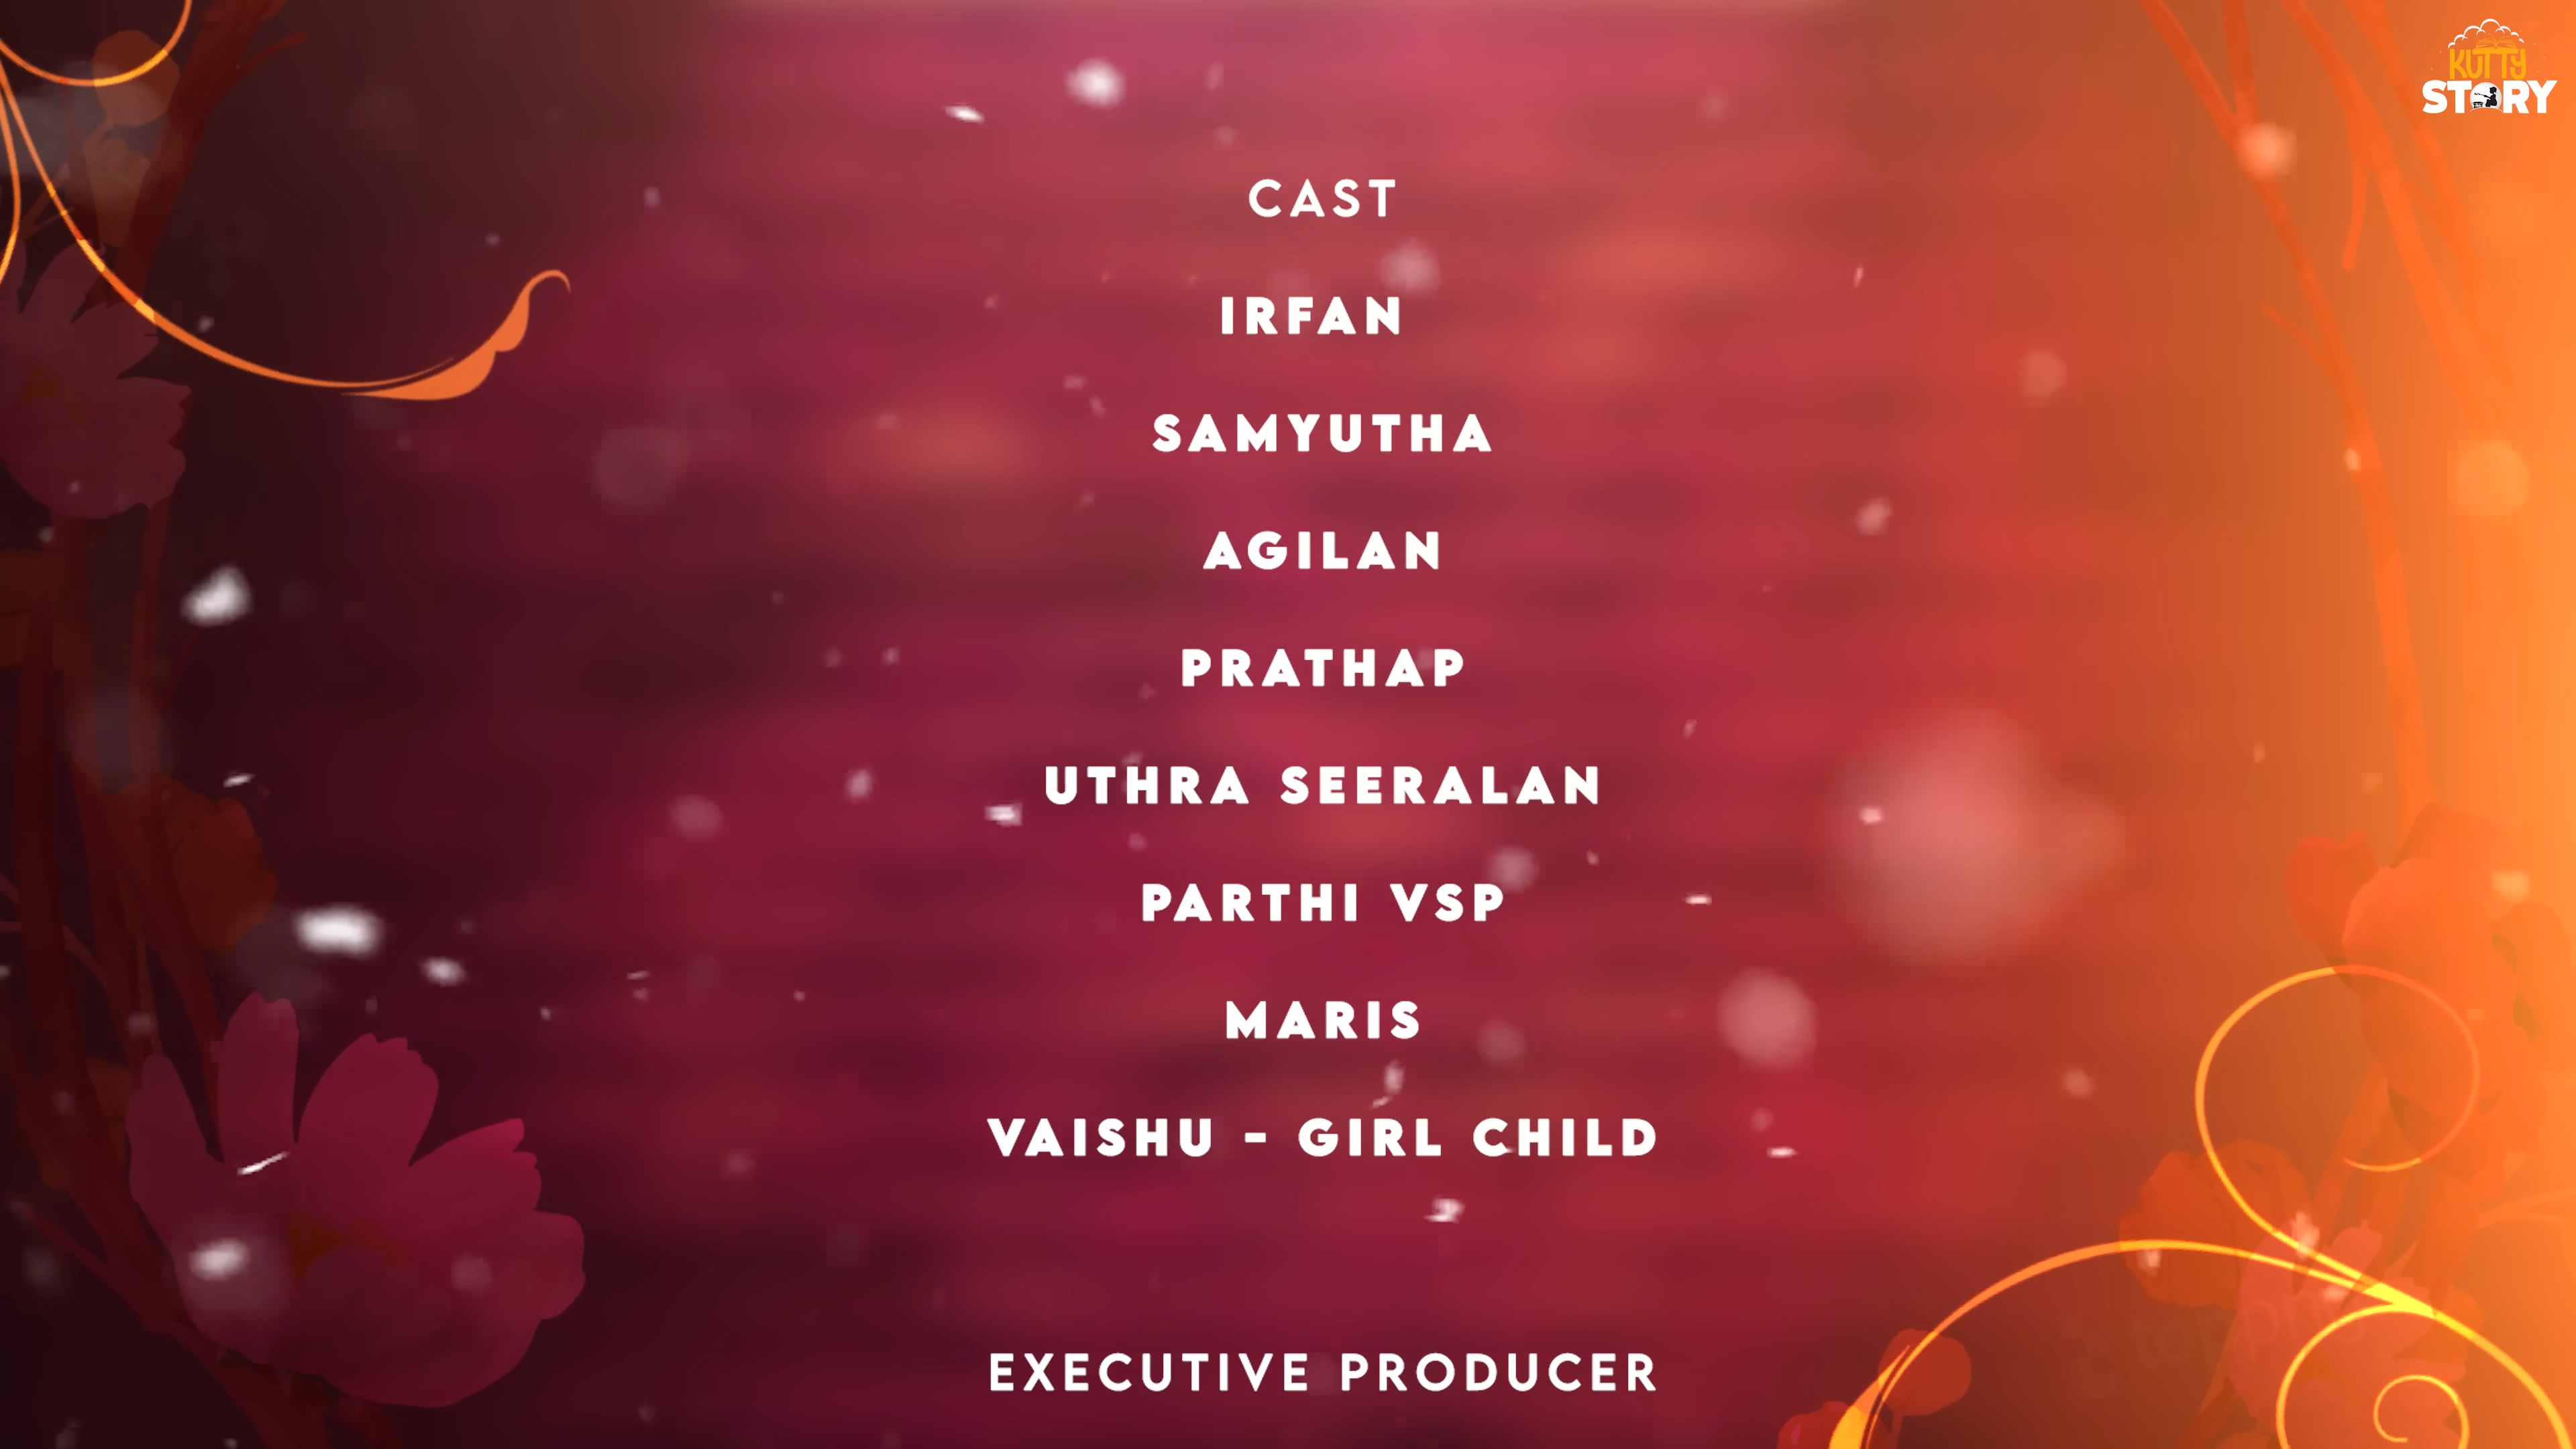 KUTTY
STORY
CAST
IRFAN
SAMYUTHA
AGILAN
PRATHAP
UTHRA SEERALAN
PARTHI VSP
MARIS
VAISHU - GIRL CHILD
EXECUTIVE PRODUCER